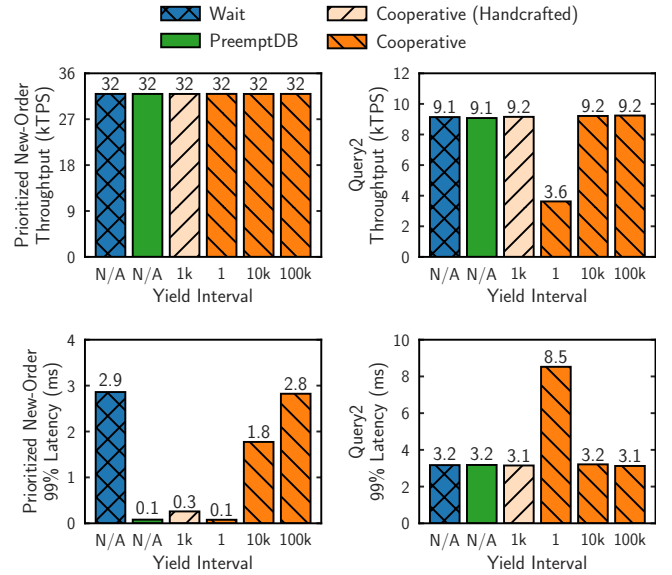 Wait
PreemptDB
Cooperative (Handcrafted)
Cooperative
Prioritized New-Order
Throughtput (kTPS)
36
27
18
9
0
32 32 32 32 32 32
N/A N/A 1k 1 10k 100k
Yield Interval
Query2
Throughtput (kTPS)
12
10
8
6
4
2
0
9.1 9.1 9.2 3.6 9.2 9.2
N/A N/A 1k 1 10k 100k
Yield Interval
Prioritized New-Order
99% Latency (ms)
4
3
2
1
0
2.9 0.1 0.3 0.1 1.8 2.8
N/A N/A 1k 1 10k 100k
Yield Interval
Query2
99% Latency (ms)
10
8
6
4
2
0
3.2 3.2 3.1 8.5 3.2 3.1
N/A N/A 1k 1 10k 100k
Yield Interval